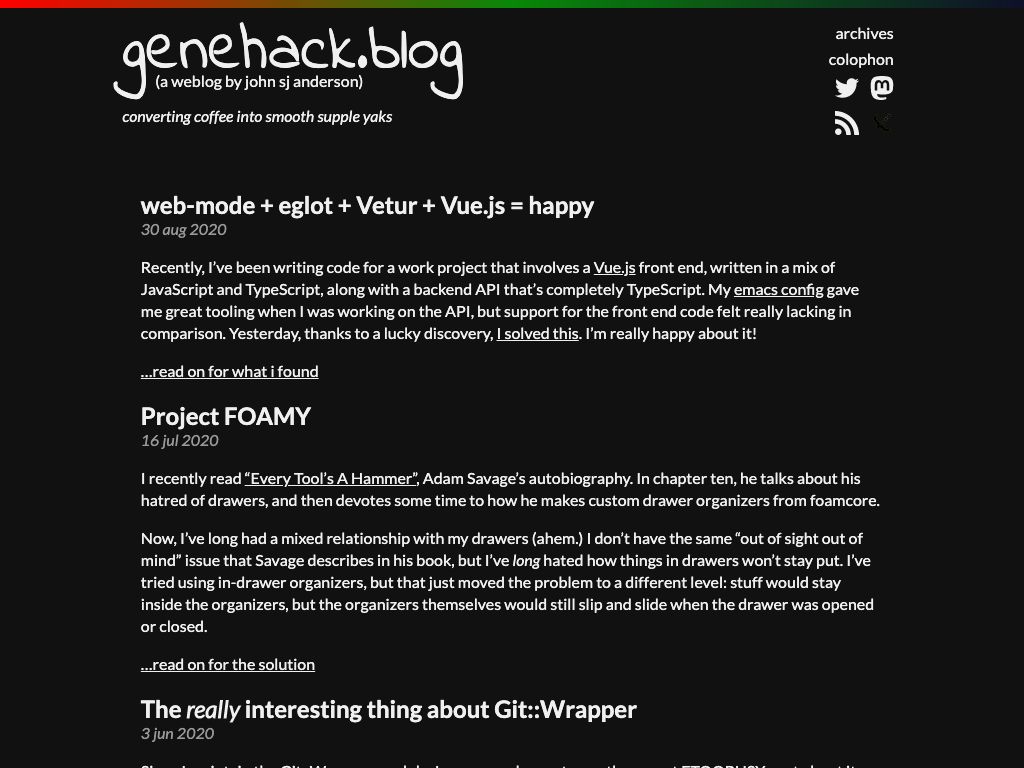 genehack.blog
(a weblog by john sj anderson)
converting coffee into smooth supple yaks
archives
colophon
web-mode + eglot + Vetur + Vue.js = happy
30 aug 2020
Recently, I’ve been writing code for a work project that involves a Vue.js front end, written in a mix of
JavaScript and TypeScript, along with a backend API that’s completely TypeScript. My emacs config gave
me great tooling when I was working on the API, but support for the front end code felt really lacking in
comparison. Yesterday, thanks to a lucky discovery, I solved this. I’m really happy about it!
…read on for what i found
Project FOAMY
16 jul 2020
I recently read “Every Tool’s A Hammer”, Adam Savage’s autobiography. In chapter ten, he talks about his
hatred of drawers, and then devotes some time to how he makes custom drawer organizers from foamcore.
Now, I’ve long had a mixed relationship with my drawers (ahem.) I don’t have the same “out of sight out of
mind” issue that Savage describes in his book, but I’ve long hated how things in drawers won’t stay put. I’ve
tried using in-drawer organizers, but that just moved the problem to a different level: stuff would stay
inside the organizers, but the organizers themselves would still slip and slide when the drawer was opened
or closed.
…read on for the solution
The really interesting thing about Git::Wrapper
3 jun 2020